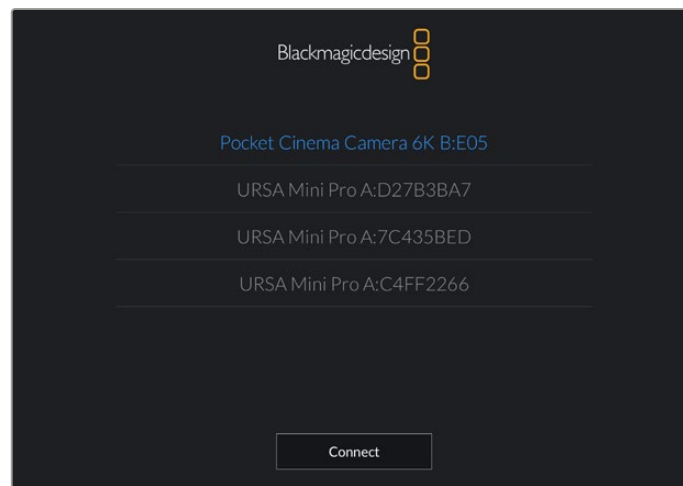 Blackmagicdesign
Pocket Cinema Camera 6K B:E05
URSA Mini Pro A:D27B3BA7
URSA Mini Pro A:7C435BED
URSA Mini Pro A:C4FF2266
Connect